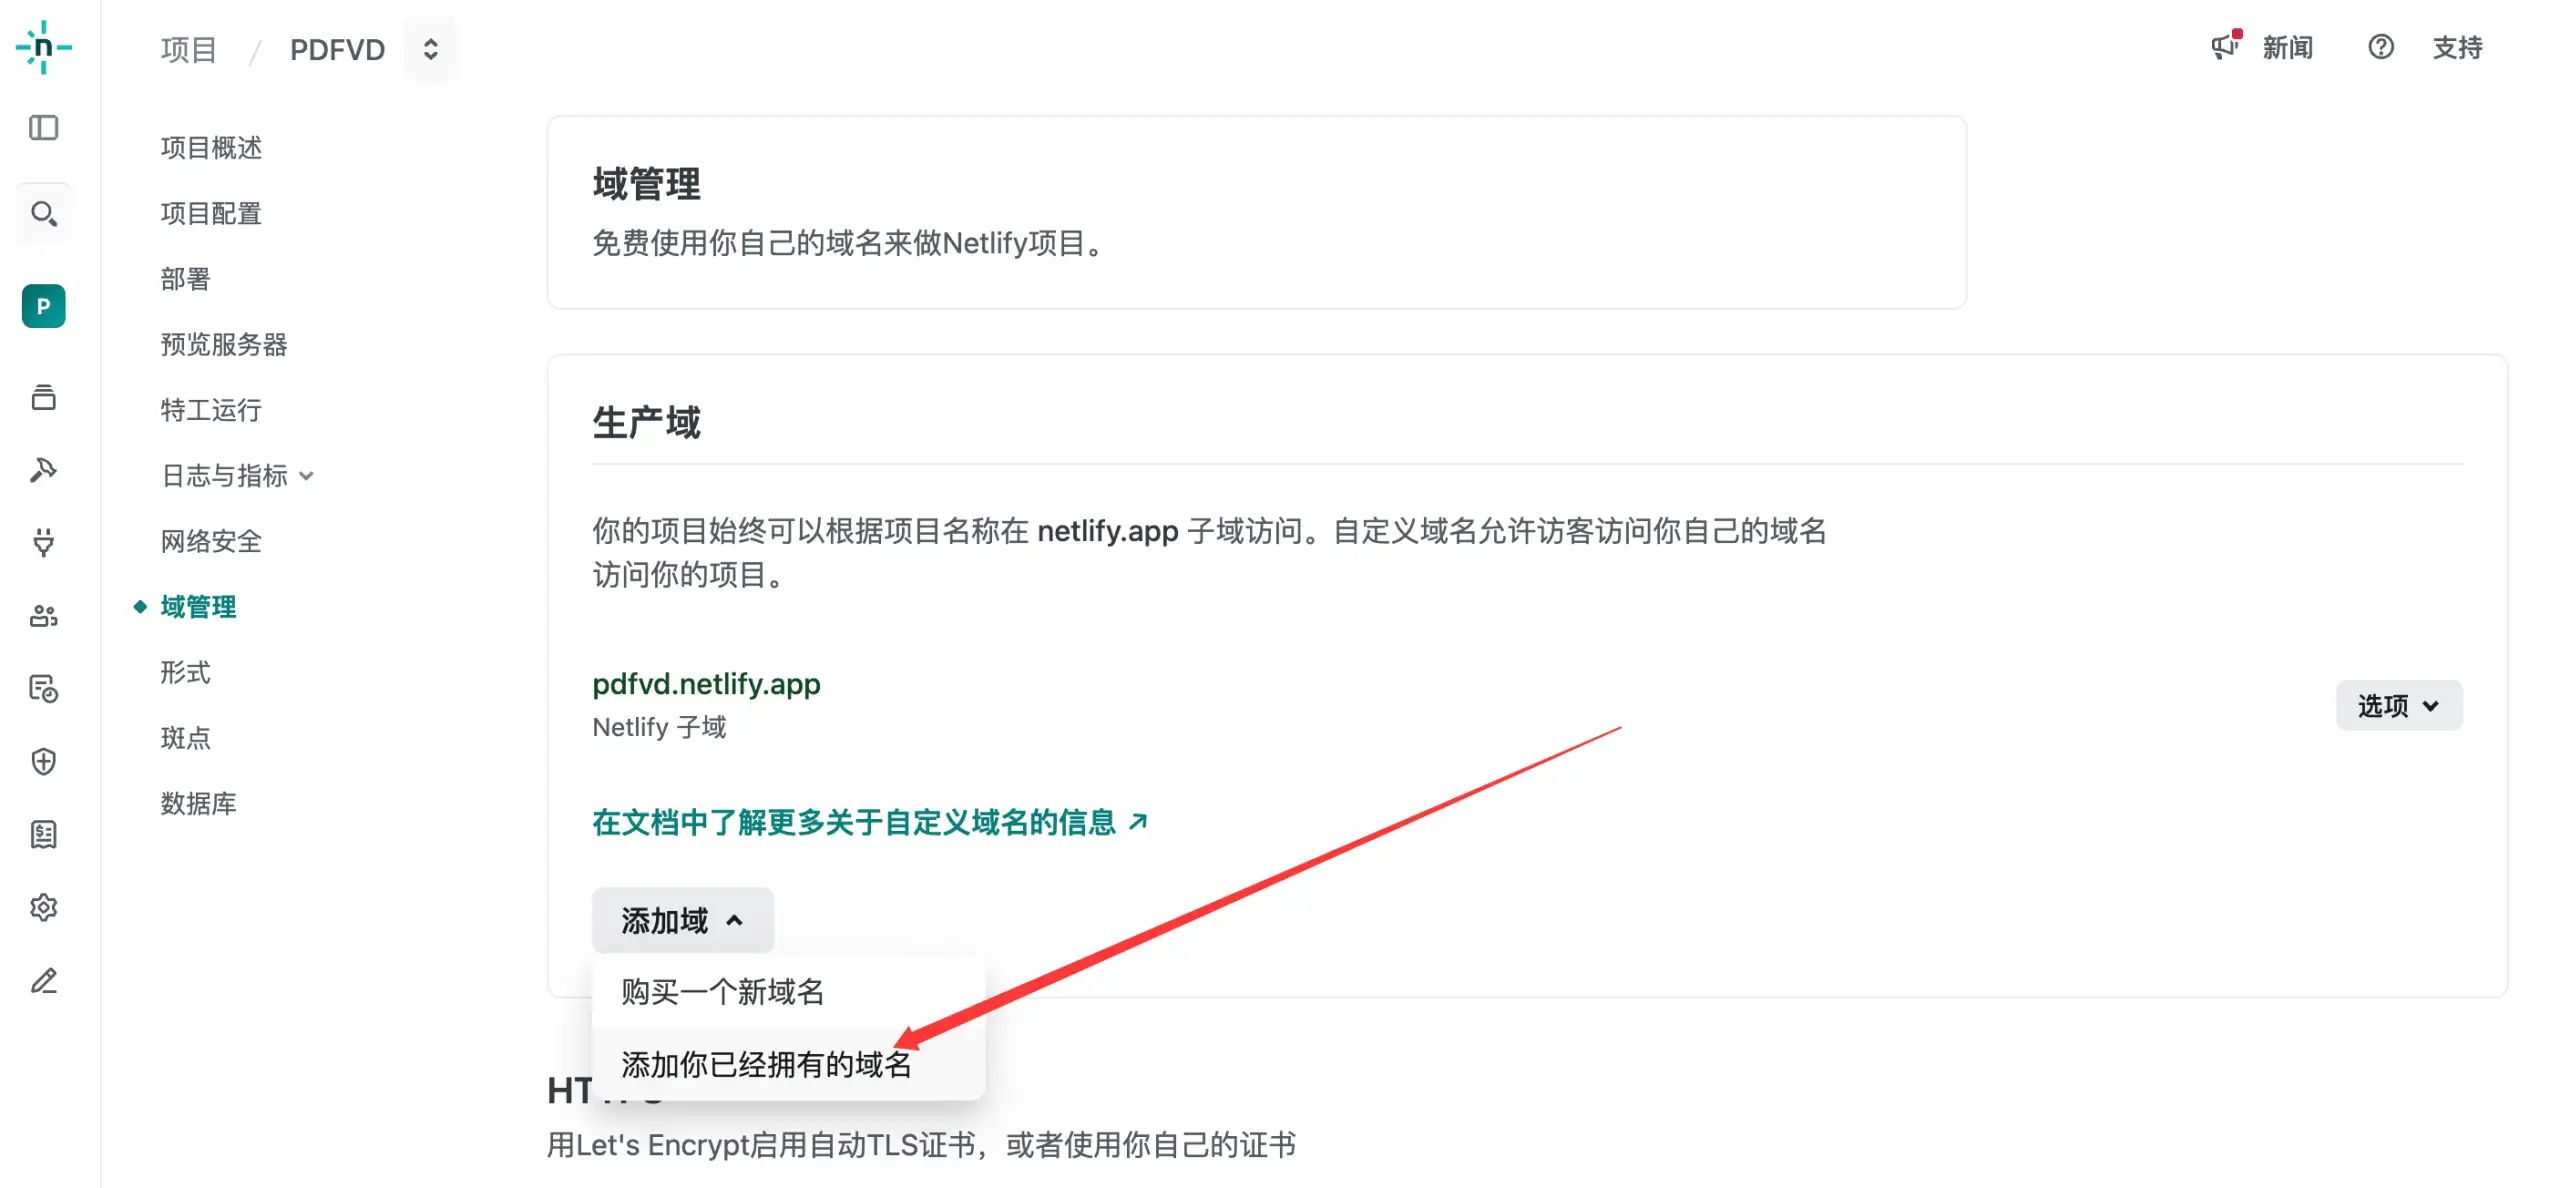 n
项目 / PDFVD
新闻
支持
P
项目概述
项目配置
部署
预览服务器
特工运行
日志与指标
网络安全
域管理
形式
斑点
数据库
域管理
免费使用你自己的域名来做Netlify项目。
生产域
你的项目始终可以根据项目名称在 netlify.app 子域访问。自定义域名允许访客访问你自己的域名
访问你的项目。
pdfvd.netlify.app
Netlify 子域
选项
在文档中了解更多关于自定义域名的信息 ↗
添加域
购买一个新域名
添加你已经拥有的域名
用Let's Encrypt启用自动TLS证书，或者使用你自己的证书